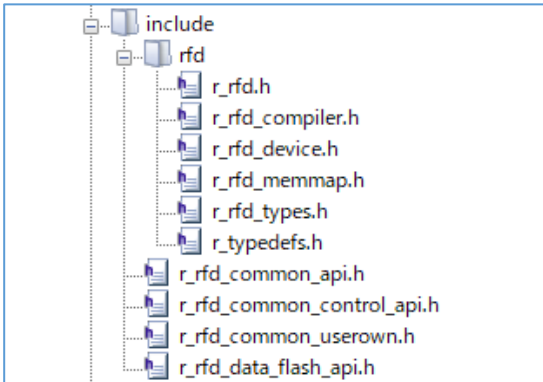 include
rfd
r_rfd.h
r_rfd_compiler.h
r_rfd_device.h
r_rfd_memmap.h
r_rfd_types.h
r_typedefs.h
r_rfd_common_api.h
r_rfd_common_control_api.h
r_rfd_common_userown.h
r_rfd_data_flash_api.h